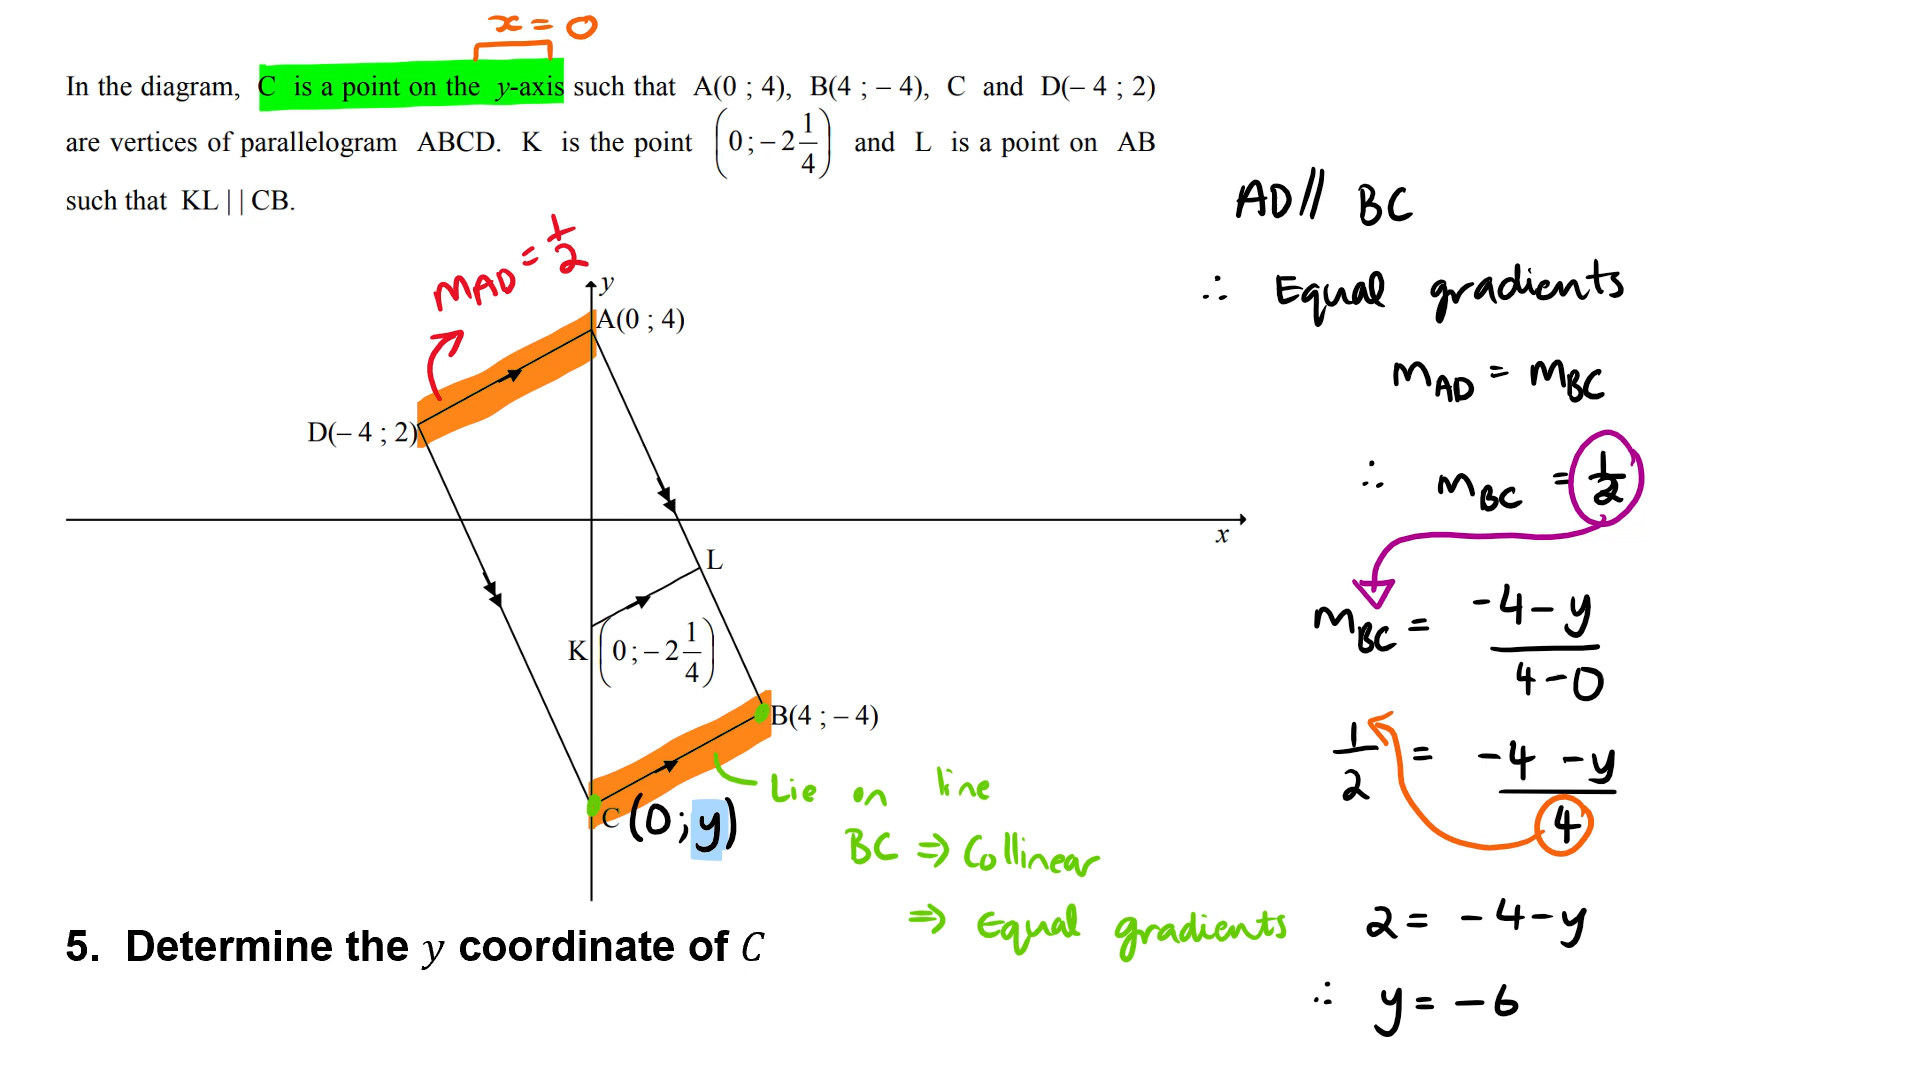 x = 0
In the diagram, C is a point on the y-axis such that A(0 ; 4), B(4 ; – 4), C and D(– 4 ; 2)
are vertices of parallelogram ABCD. K is the point (0 ; – 2 1/4) and L is a point on AB
such that KL || CB.
m_AD = 1/2
y
A(0 ; 4)
D(– 4 ; 2)
x
L
K (0 ; – 2 1/4)
B(4 ; – 4)
C (0 ; y)
Lie on line
BC ⇒ Collinear
⇒ Equal gradients
5. Determine the y coordinate of C
AD // BC
∴ Equal gradients
m_AD = m_BC
∴ m_BC = 1/2
m_BC = (-4 - y)/(4 - 0)
1/2 = (-4 - y)/4
2 = -4 - y
∴ y = -6